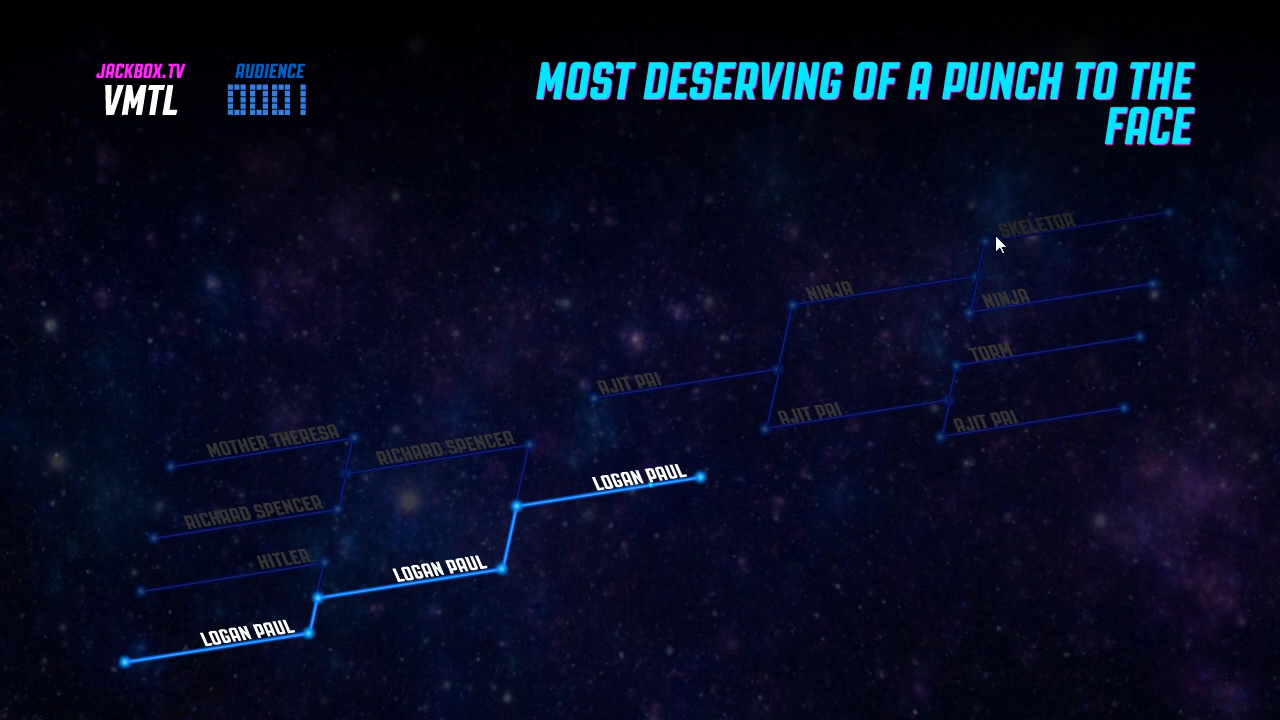 JACKBOX.TV
VMTL
AUDIENCE
0001
MOST DESERVING OF A PUNCH TO THE
FACE
SKELETOR
NINJA
NINJA
TORM
AJIT PAI
AJIT PAI
AJIT PAI
MOTHER THERESA
RICHARD SPENCER
RICHARD SPENCER
HITLER
LOGAN PAUL
LOGAN PAUL
LOGAN PAUL